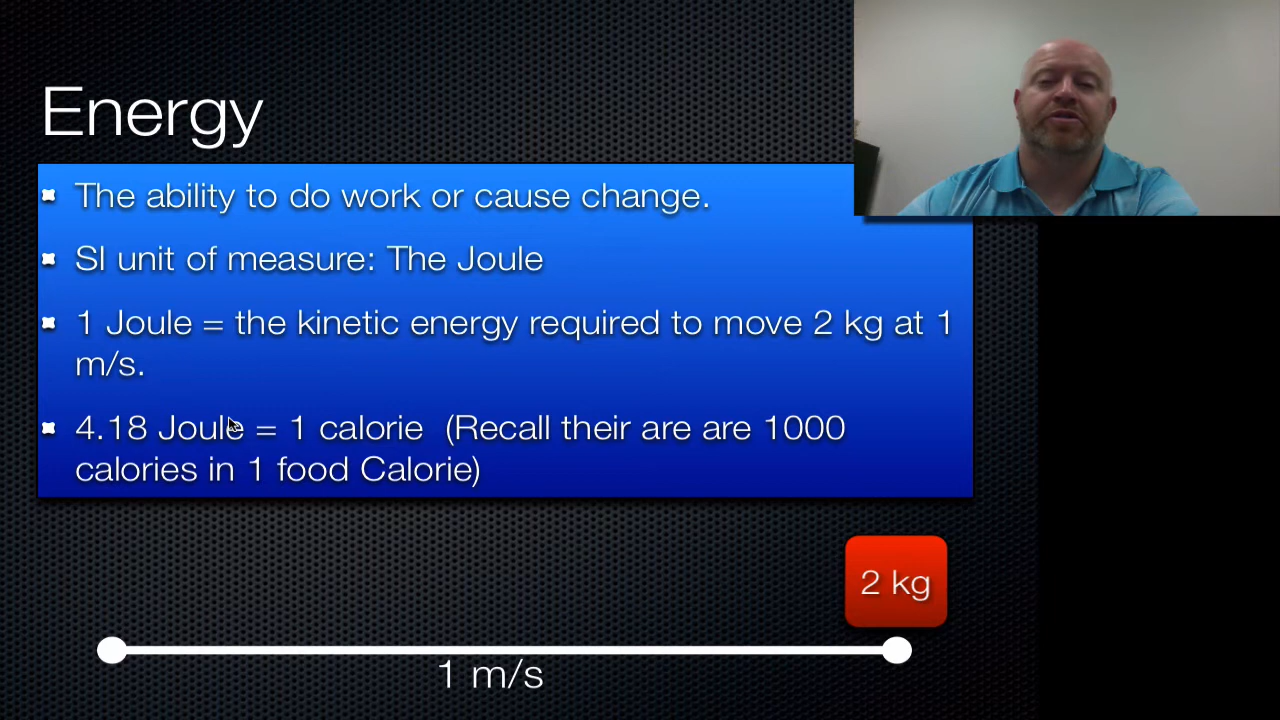 Energy
The ability to do work or cause change.
SI unit of measure: The Joule
1 Joule = the kinetic energy required to move 2 kg at 1
m/s.
4.18 Joule = 1 calorie (Recall their are are 1000
calories in 1 food Calorie)
2 kg
1 m/s